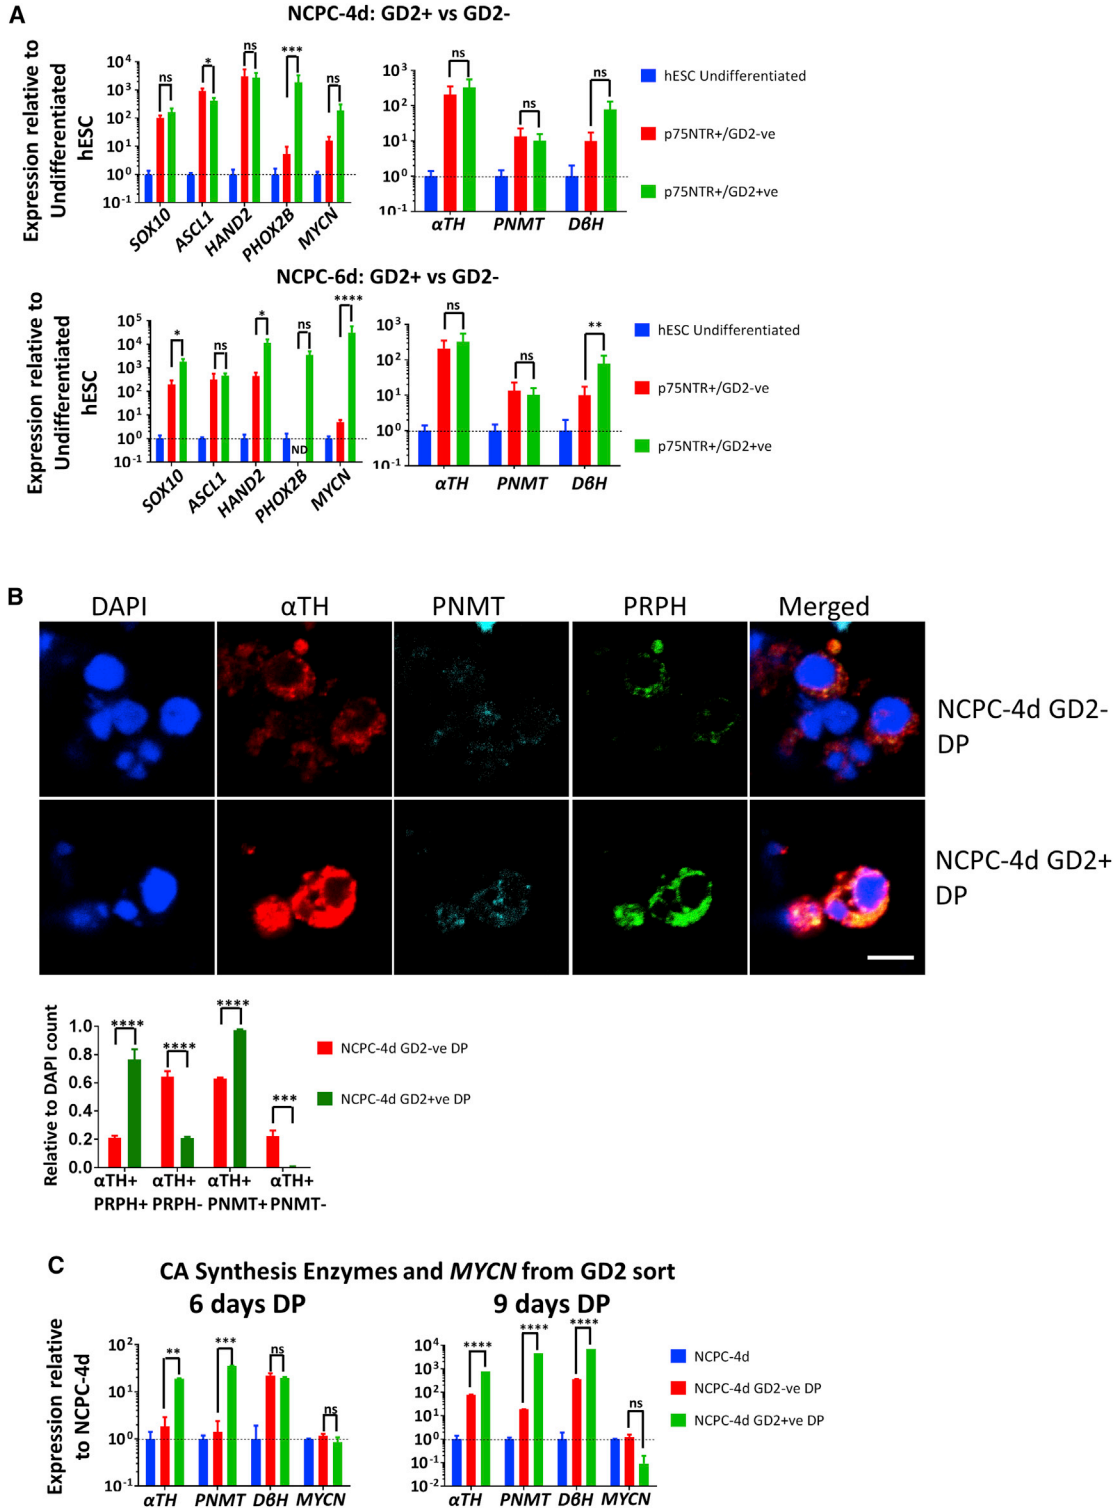 A
NCPC-4d: GD2+ vs GD2-
Expression relative to
Undifferentiated
hESC
10^4
10^3
10^2
10^1
10^0
10^-1
ns
*
ns
***
ns
SOX10
ASCL1
HAND2
PHOX2B
MYCN
10^3
10^2
10^1
10^0
10^-1
ns
ns
ns
αTH
PNMT
DβH
hESC Undifferentiated
p75NTR+/GD2-ve
p75NTR+/GD2+ve
NCPC-6d: GD2+ vs GD2-
Expression relative to
Undifferentiated
hESC
10^5
10^4
10^3
10^2
10^1
10^0
10^-1
*
ns
*
ns
****
ND
SOX10
ASCL1
HAND2
PHOX2B
MYCN
10^3
10^2
10^1
10^0
10^-1
ns
ns
**
αTH
PNMT
DβH
hESC Undifferentiated
p75NTR+/GD2-ve
p75NTR+/GD2+ve
B
DAPI
αTH
PNMT
PRPH
Merged
NCPC-4d GD2-
DP
NCPC-4d GD2+
DP
Relative to DAPI count
1.0
0.8
0.6
0.4
0.2
0.0
****
****
****
***
αTH+
PRPH+
αTH+
PRPH-
αTH+
PNMT+
αTH+
PNMT-
NCPC-4d GD2-ve DP
NCPC-4d GD2+ve DP
C
CA Synthesis Enzymes and MYCN from GD2 sort
6 days DP
9 days DP
Expression relative
to NCPC-4d
10^2
10^1
10^0
10^-1
**
***
ns
ns
αTH
PNMT
DβH
MYCN
10^4
10^3
10^2
10^1
10^0
10^-1
10^-2
****
****
****
ns
αTH
PNMT
DβH
MYCN
NCPC-4d
NCPC-4d GD2-ve DP
NCPC-4d GD2+ve DP